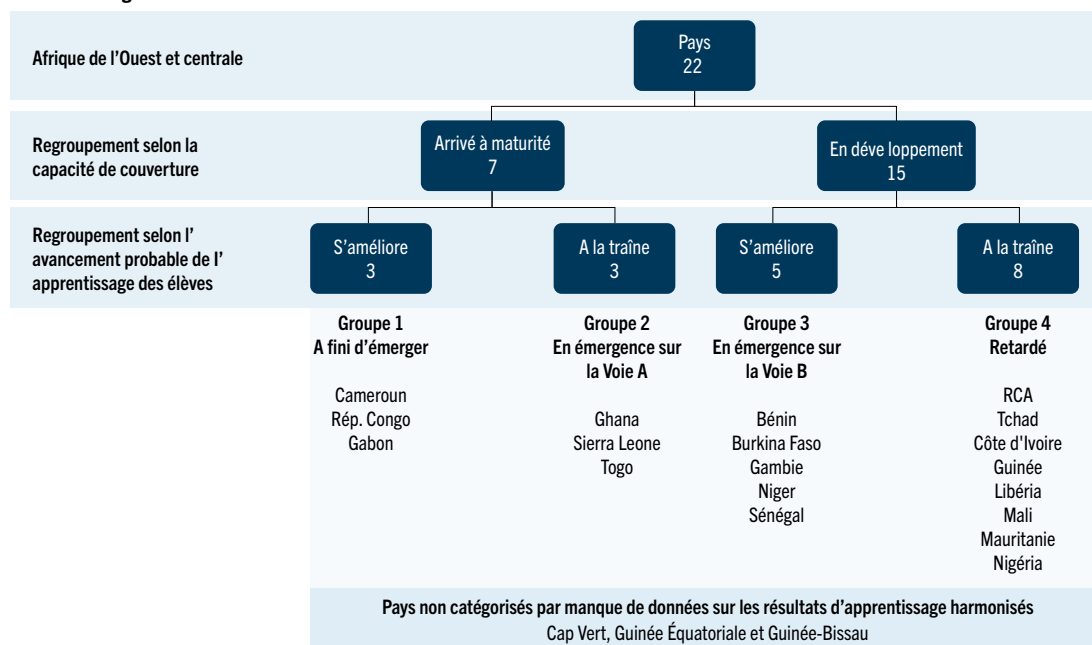 Afrique de l'Ouest et centrale
Pays
22
Regroupement selon la
capacité de couverture
Arrivé à maturité
7
En déve loppement
15
Regroupement selon l'
avancement probable de l'
apprentissage des élèves
S'améliore
3
A la traîne
3
S'améliore
5
A la traîne
8
Groupe 1
A fini d'émerger
Cameroun
Rép. Congo
Gabon
Groupe 2
En émergence sur
la Voie A
Ghana
Sierra Leone
Togo
Groupe 3
En émergence sur
la Voie B
Bénin
Burkina Faso
Gambie
Niger
Sénégal
Groupe 4
Retardé
RCA
Tchad
Côte d'Ivoire
Guinée
Libéria
Mali
Mauritanie
Nigéria
Pays non catégorisés par manque de données sur les résultats d'apprentissage harmonisés
Cap Vert, Guinée Équatoriale et Guinée-Bissau